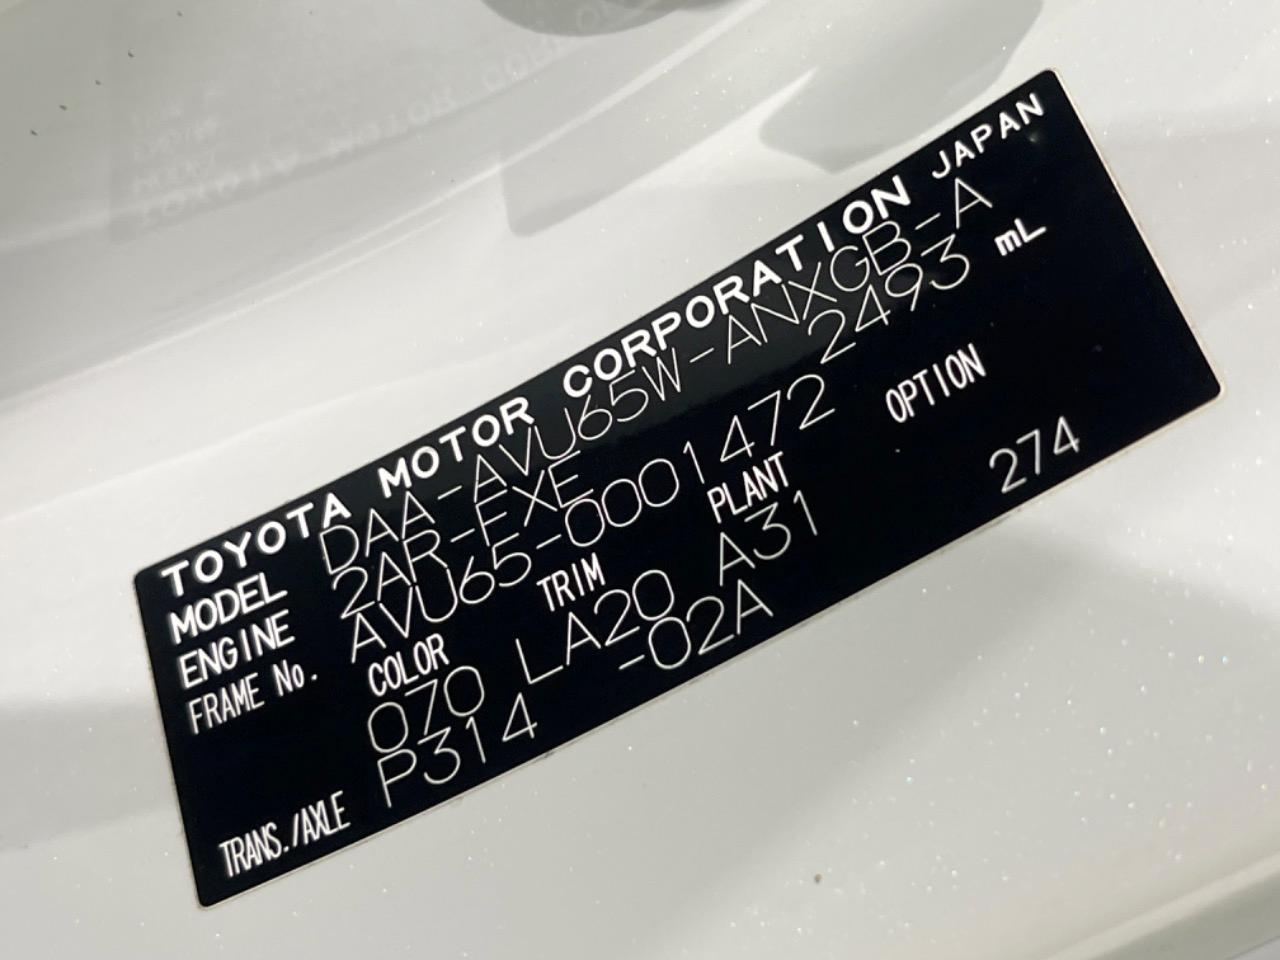 TOYOTA MOTOR CORPORATION JAPAN
MODEL DAA-AVU65W-ANXGB-A
ENGINE 2AR-FXE 2493 mL
FRAME No. AVU65-0001472
COLOR TRIM PLANT OPTION
070 LA20 A31 274
TRANS./AXLE P314 -02A